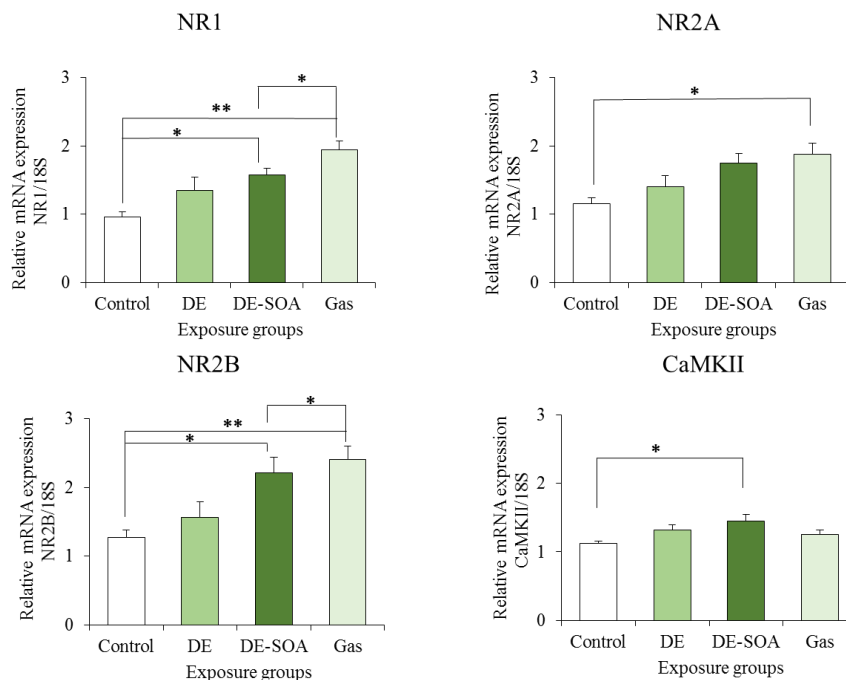 NR1
Relative mRNA expression
NR1/18S
3
2
1
0
*
**
*
Control DE DE-SOA Gas
Exposure groups
NR2A
Relative mRNA expression
NR2A/18S
3
2
1
0
*
Control DE DE-SOA Gas
Exposure groups
NR2B
Relative mRNA expression
NR2B/18S
3
2
1
0
*
**
*
Control DE DE-SOA Gas
Exposure groups
CaMKII
Relative mRNA expression
CaMKII/18S
3
2
1
0
*
Control DE DE-SOA Gas
Exposure groups